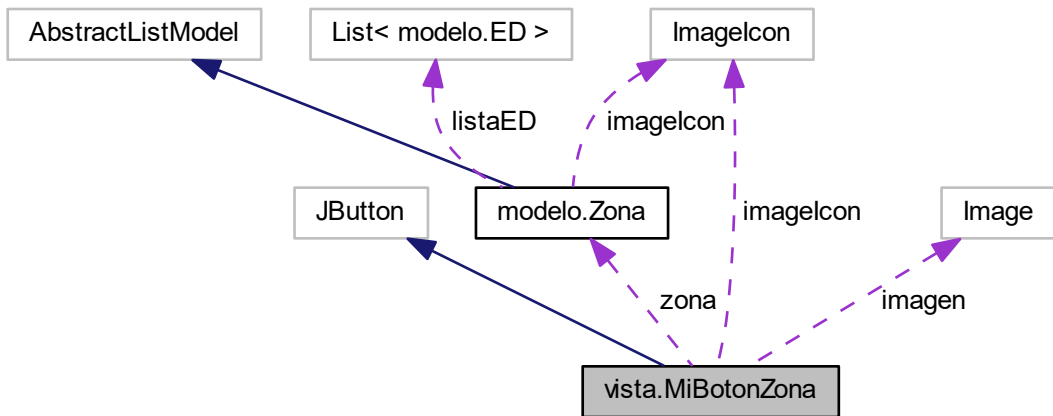 AbstractListModel
List< modelo.ED >
ImageIcon
listaED
imageIcon
JButton
modelo.Zona
imageIcon
Image
zona
imagen
vista.MiBotonZona